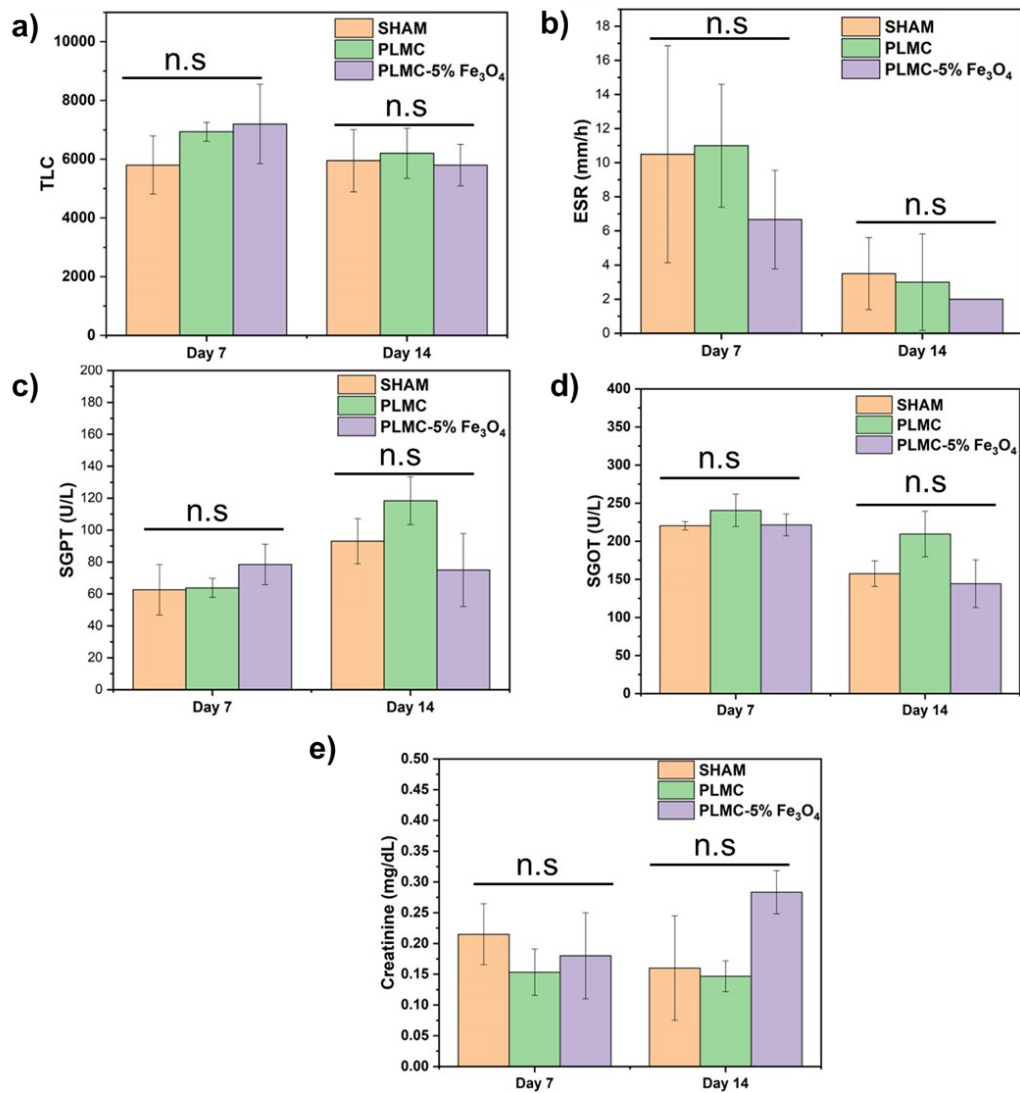 a)
10000
8000
6000
4000
2000
0
TLC
n.s
n.s
SHAM
PLMC
PLMC-5% Fe₃O₄
Day 7
Day 14
b)
18
16
14
12
10
8
6
4
2
0
ESR (mm/h)
n.s
n.s
SHAM
PLMC
PLMC-5% Fe₃O₄
Day 7
Day 14
c)
200
180
160
140
120
100
80
60
40
20
0
SGPT (U/L)
n.s
n.s
SHAM
PLMC
PLMC-5% Fe₃O₄
Day 7
Day 14
d)
400
350
300
250
200
150
100
50
0
SGOT (U/L)
n.s
n.s
SHAM
PLMC
PLMC-5% Fe₃O₄
Day 7
Day 14
e)
0.50
0.45
0.40
0.35
0.30
0.25
0.20
0.15
0.10
0.05
0.00
Creatinine (mg/dL)
n.s
n.s
SHAM
PLMC
PLMC-5% Fe₃O₄
Day 7
Day 14